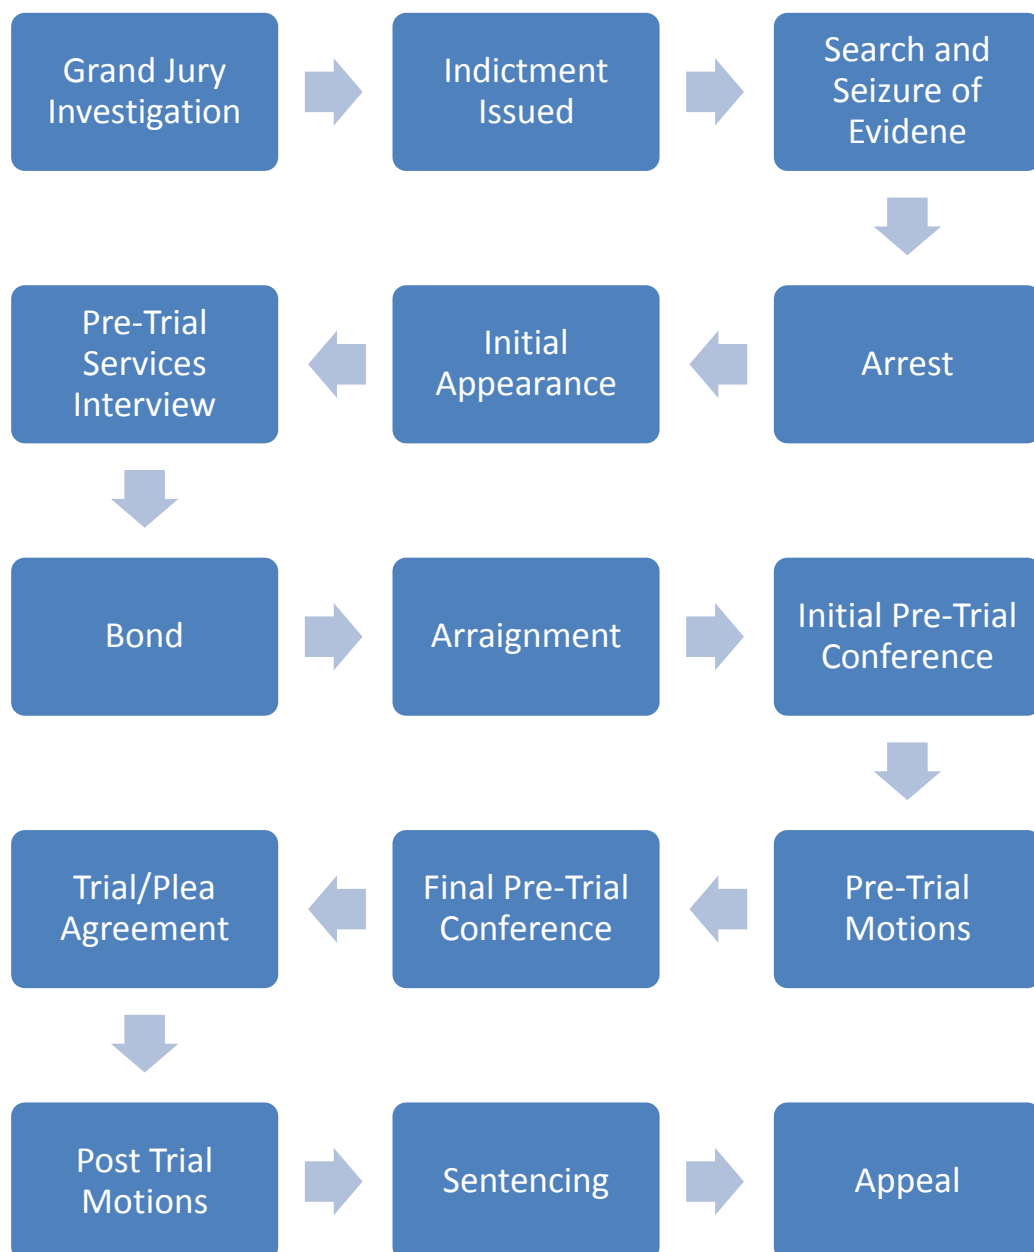 Grand Jury
Investigation
Indictment
Issued
Search and
Seizure of
Evidene
Arrest
Initial
Appearance
Pre-Trial
Services
Interview
Bond
Arraignment
Initial Pre-Trial
Conference
Pre-Trial
Motions
Final Pre-Trial
Conference
Trial/Plea
Agreement
Post Trial
Motions
Sentencing
Appeal